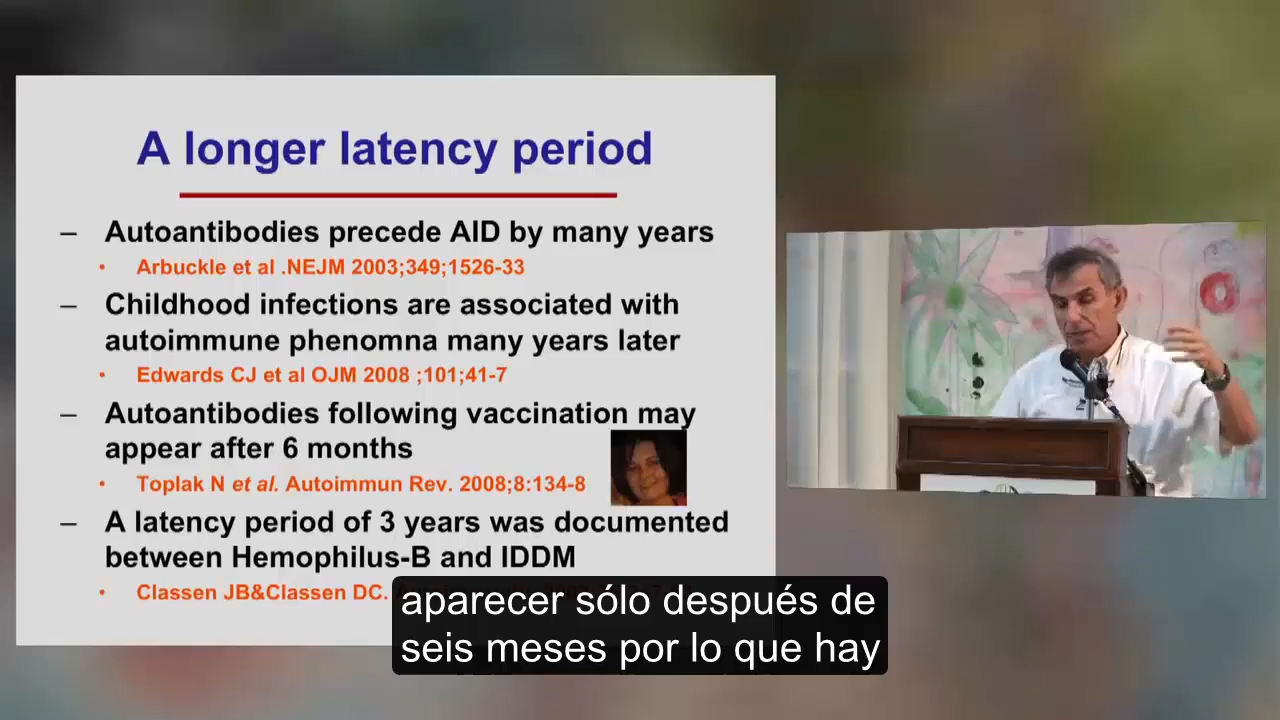 A longer latency period
– Autoantibodies precede AID by many years
• Arbuckle et al .NEJM 2003;349;1526-33
– Childhood infections are associated with
autoimmune phenomna many years later
• Edwards CJ et al OJM 2008 ;101;41-7
– Autoantibodies following vaccination may
appear after 6 months
• Toplak N et al. Autoimmun Rev. 2008;8:134-8
– A latency period of 3 years was documented
between Hemophilus-B and IDDM
• Classen JB&Classen DC.
aparecer sólo después de
seis meses por lo que hay